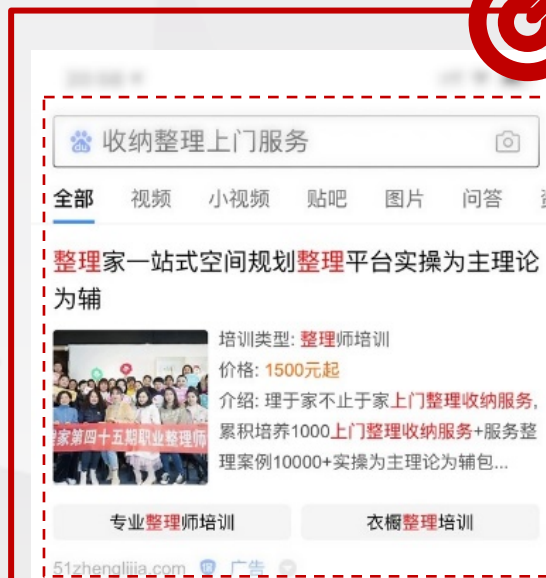 收纳整理上门服务
全部 视频 小视频 贴吧 图片 问答
整理家一站式空间规划整理平台实操为主理论
为辅
培训类型: 整理师培训
价格: 1500元起
介绍: 理于家不止于家上门整理收纳服务,
累积培养1000上门整理收纳服务+服务整
理案例10000+实操为主理论为辅包...
家第四十五期职业整理师
专业整理师培训 衣橱整理培训
51zhenglijia.com 广告